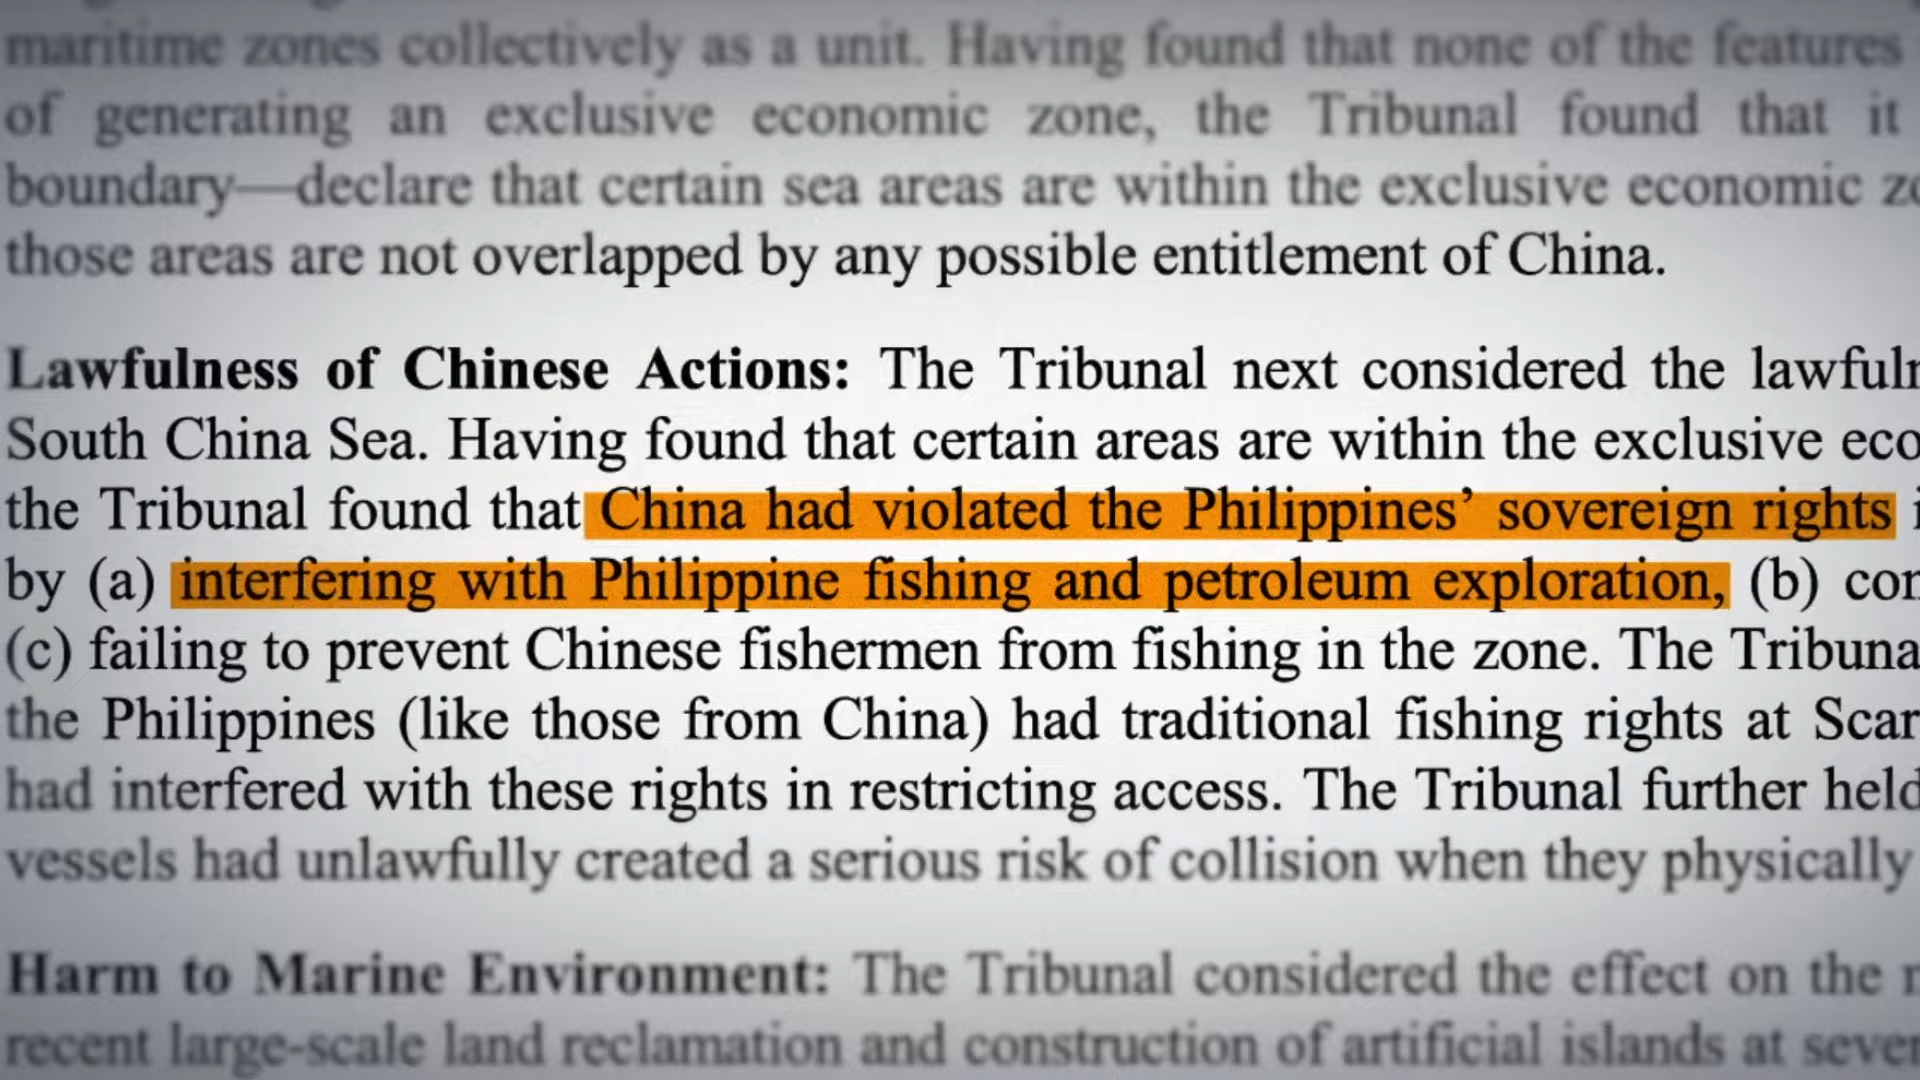 maritime zones collectively as a unit. Having found that none of the features
of generating an exclusive economic zone, the Tribunal found that it
boundary—declare that certain sea areas are within the exclusive economic
those areas are not overlapped by any possible entitlement of China.
Lawfulness of Chinese Actions: The Tribunal next considered the
South China Sea. Having found that certain areas are within the exclusive
the Tribunal found that China had violated the Philippines’ sovereign rights
by (a) interfering with Philippine fishing and petroleum exploration, (b)
(c) failing to prevent Chinese fishermen from fishing in the zone. The
the Philippines (like those from China) had traditional fishing rights at
had interfered with these rights in restricting access. The Tribunal further held
vessels had unlawfully created a serious risk of collision when they physically
Harm to Marine Environment: The Tribunal considered the effect on the
recent large-scale land reclamation and construction of artificial islands at